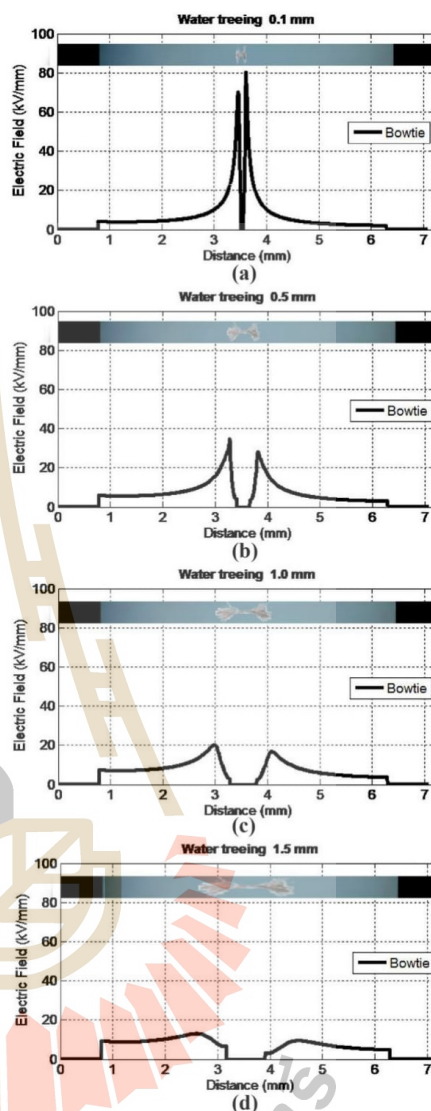 Water treeing 0.1 mm
Electric Field (kV/mm)
100
80
60
40
20
0
Bowtie
0 1 2 3 4 5 6 7
Distance (mm)
(a)
Water treeing 0.5 mm
Electric Field (kV/mm)
100
80
60
40
20
0
Bowtie
0 1 2 3 4 5 6 7
Distance (mm)
(b)
Water treeing 1.0 mm
Electric Field (kV/mm)
100
80
60
40
20
0
Bowtie
0 1 2 3 4 5 6 7
Distance (mm)
(c)
Water treeing 1.5 mm
Electric Field (kV/mm)
100
80
60
40
20
0
Bowtie
0 1 2 3 4 5 6 7
Distance (mm)
(d)